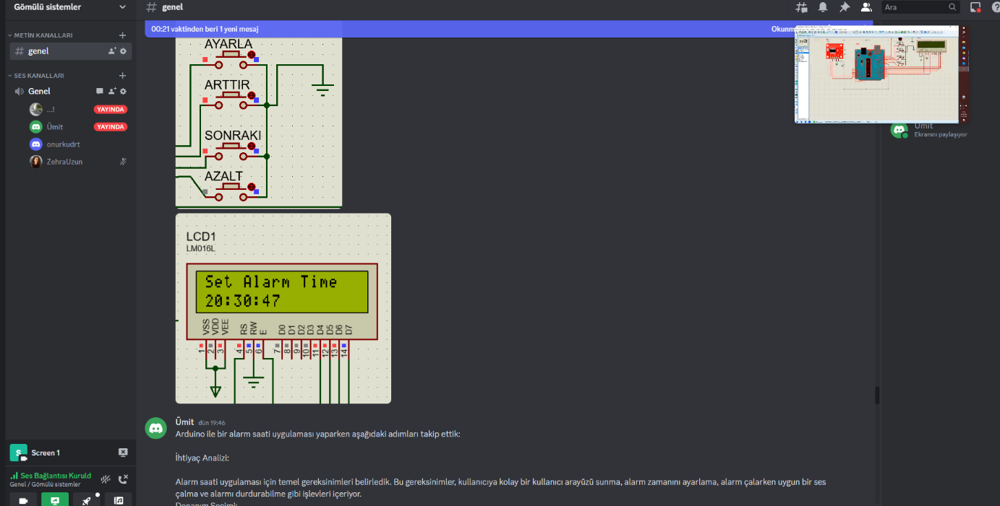 Gömülü sistemler
genel
Ara
METİN KANALLARI
genel
SES KANALLARI
Genel
...!
YAYINDA
Ümit
YAYINDA
onurkudrt
ZehraUzun
Screen 1
Ses Bağlantısı Kuruld
Genel / Gömülü sistemler
00:21 vaktinden beri 1 yeni mesaj
AYARLA
ARTTIR
SONRAKI
AZALT
LCD1
LM016L
Set Alarm Time
20:30:47
VSS
VDD
VEE
RS
RW
E
D0
D1
D2
D3
D4
D5
D6
D7
1
2
3
4
5
6
7
8
9
10
11
12
13
14
Ümit dün 19:46
Arduino ile bir alarm saati uygulaması yaparken aşağıdaki adımları takip ettik:
İhtiyaç Analizi:
Alarm saati uygulaması için temel gereksinimleri belirledik. Bu gereksinimler, kullanıcıya kolay bir kullanıcı arayüzü sunma, alarm zamanını ayarlama, alarm çalarken uygun bir ses
çalma ve alarmı durdurabilme gibi işlevleri içeriyor.
Donanım Seçimi:
Ümit
Ekranını paylaşıyor